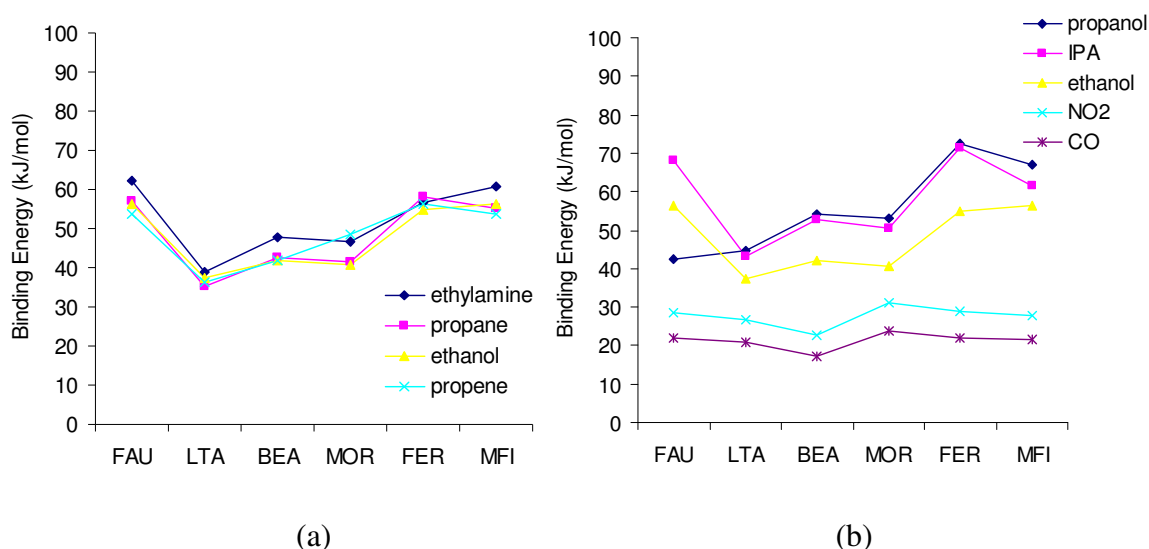 Binding Energy (kJ/mol)
100
90
80
70
60
50
40
30
20
10
0
FAU LTA BEA MOR FER MFI
ethylamine
propane
ethanol
propene
(a)
Binding Energy (kJ/mol)
100
90
80
70
60
50
40
30
20
10
0
FAU LTA BEA MOR FER MFI
propanol
IPA
ethanol
NO2
CO
(b)